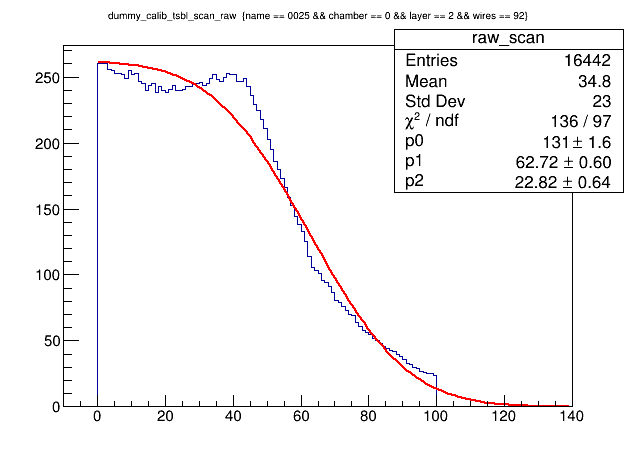 dummy_calib_tsbl_scan_raw {name == 0025 && chamber == 0 && layer == 2 && wires == 92}
raw_scan
Entries 16442
Mean 34.8
Std Dev 23
χ² / ndf 136 / 97
p0 131 ± 1.6
p1 62.72 ± 0.60
p2 22.82 ± 0.64
250
200
150
100
50
0
0 20 40 60 80 100 120 140